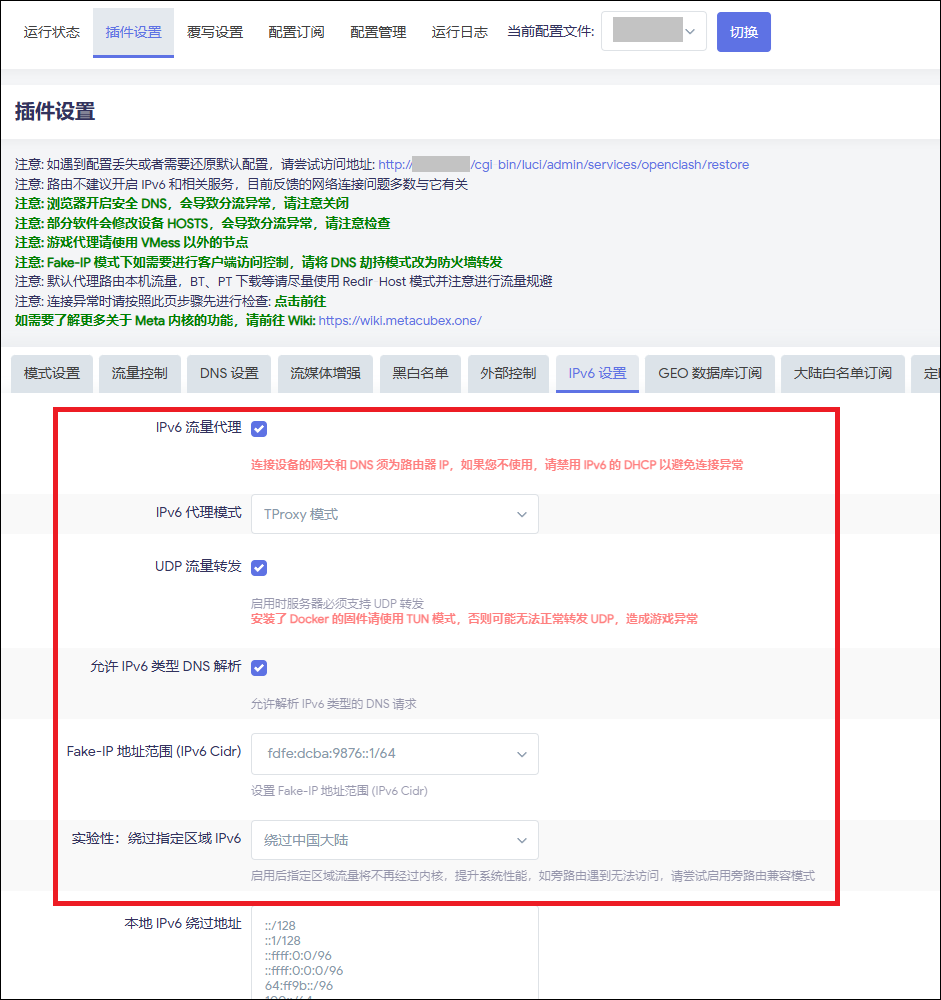 运行状态 插件设置 覆写设置 配置订阅 配置管理 运行日志 当前配置文件: 切换
插件设置
注意: 如遇到配置丢失或者需要还原默认配置，请尝试访问地址: http:// /cgi-bin/luci/admin/services/openclash/restore
注意: 路由不建议开启 IPv6 和相关服务，目前反馈的网络连接问题多数与它有关
注意: 浏览器开启安全 DNS，会导致分流异常，请注意关闭
注意: 部分软件会修改设备 HOSTS，会导致分流异常，请注意检查
注意: 游戏代理请使用 VMess 以外的节点
注意: Fake-IP 模式下如需要进行客户端访问控制，请将 DNS 劫持模式改为防火墙转发
注意: 默认代理路由本机流量，BT、PT 下载等请尽量使用 Redir-Host 模式并注意进行流量规避
注意: 连接异常时请按照此页步骤先进行检查: 点击前往
如需要了解更多关于 Meta 内核的功能，请前往 Wiki: https://wiki.metacubex.one/
模式设置 流量控制 DNS 设置 流媒体增强 黑白名单 外部控制 IPv6 设置 GEO 数据库订阅 大陆白名单订阅 定
IPv6 流量代理
连接设备的网关和 DNS 须为路由器 IP，如果您不使用，请禁用 IPv6 的 DHCP 以避免连接异常
IPv6 代理模式 TProxy 模式
UDP 流量转发
启用时服务器必须支持 UDP 转发
安装了 Docker 的固件请使用 TUN 模式，否则可能无法正常转发 UDP，造成游戏异常
允许 IPv6 类型 DNS 解析
允许解析 IPv6 类型的 DNS 请求
Fake-IP 地址范围 (IPv6 Cidr) fdfe:dcba:9876::1/64
设置 Fake-IP 地址范围 (IPv6 Cidr)
实验性：绕过指定区域 IPv6 绕过中国大陆
启用后指定区域流量将不再经过内核，提升系统性能，如旁路由遇到无法访问，请尝试启用旁路由兼容模式
本地 IPv6 绕过地址 ::/128
::1/128
::ffff:0:0/96
::ffff:0:0:0/96
64:ff9b::/96